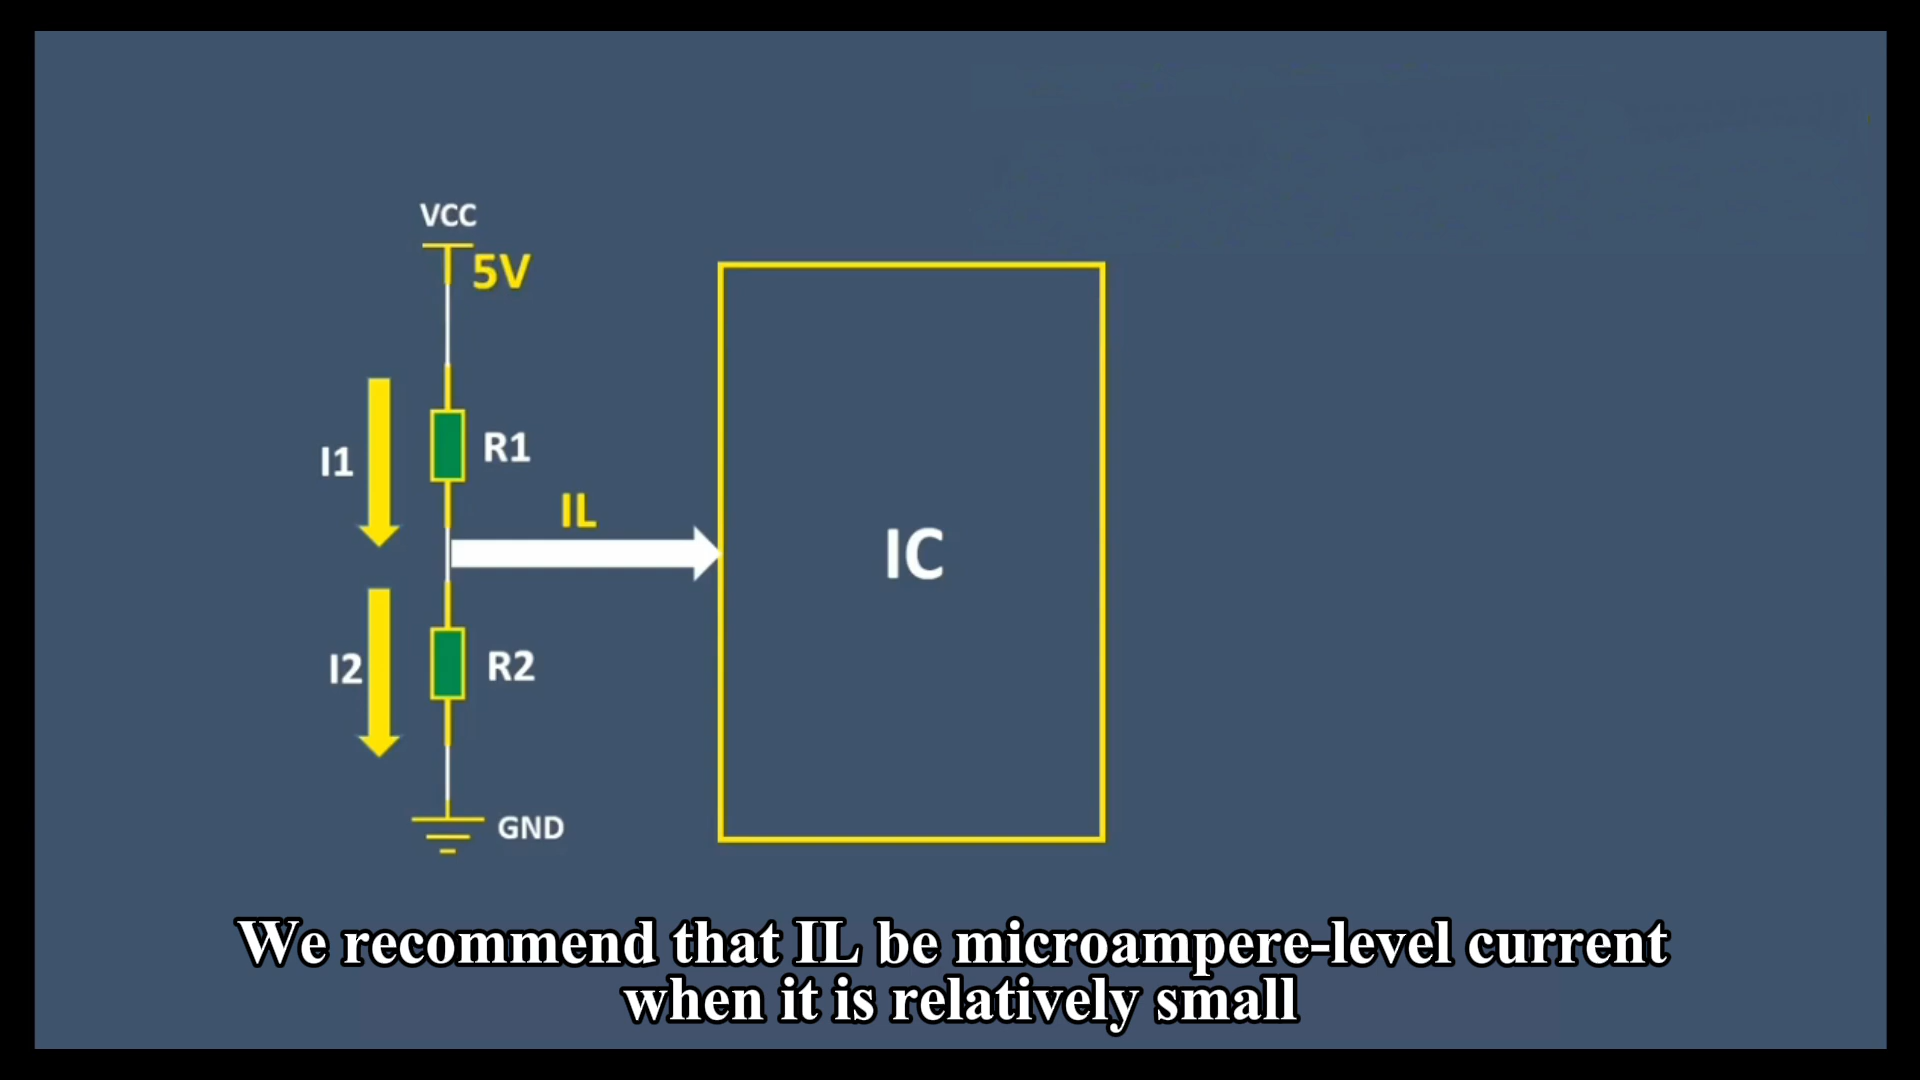 VCC
5V
I1
R1
IL
IC
I2
R2
GND
We recommend that IL be microampere-level current
when it is relatively small